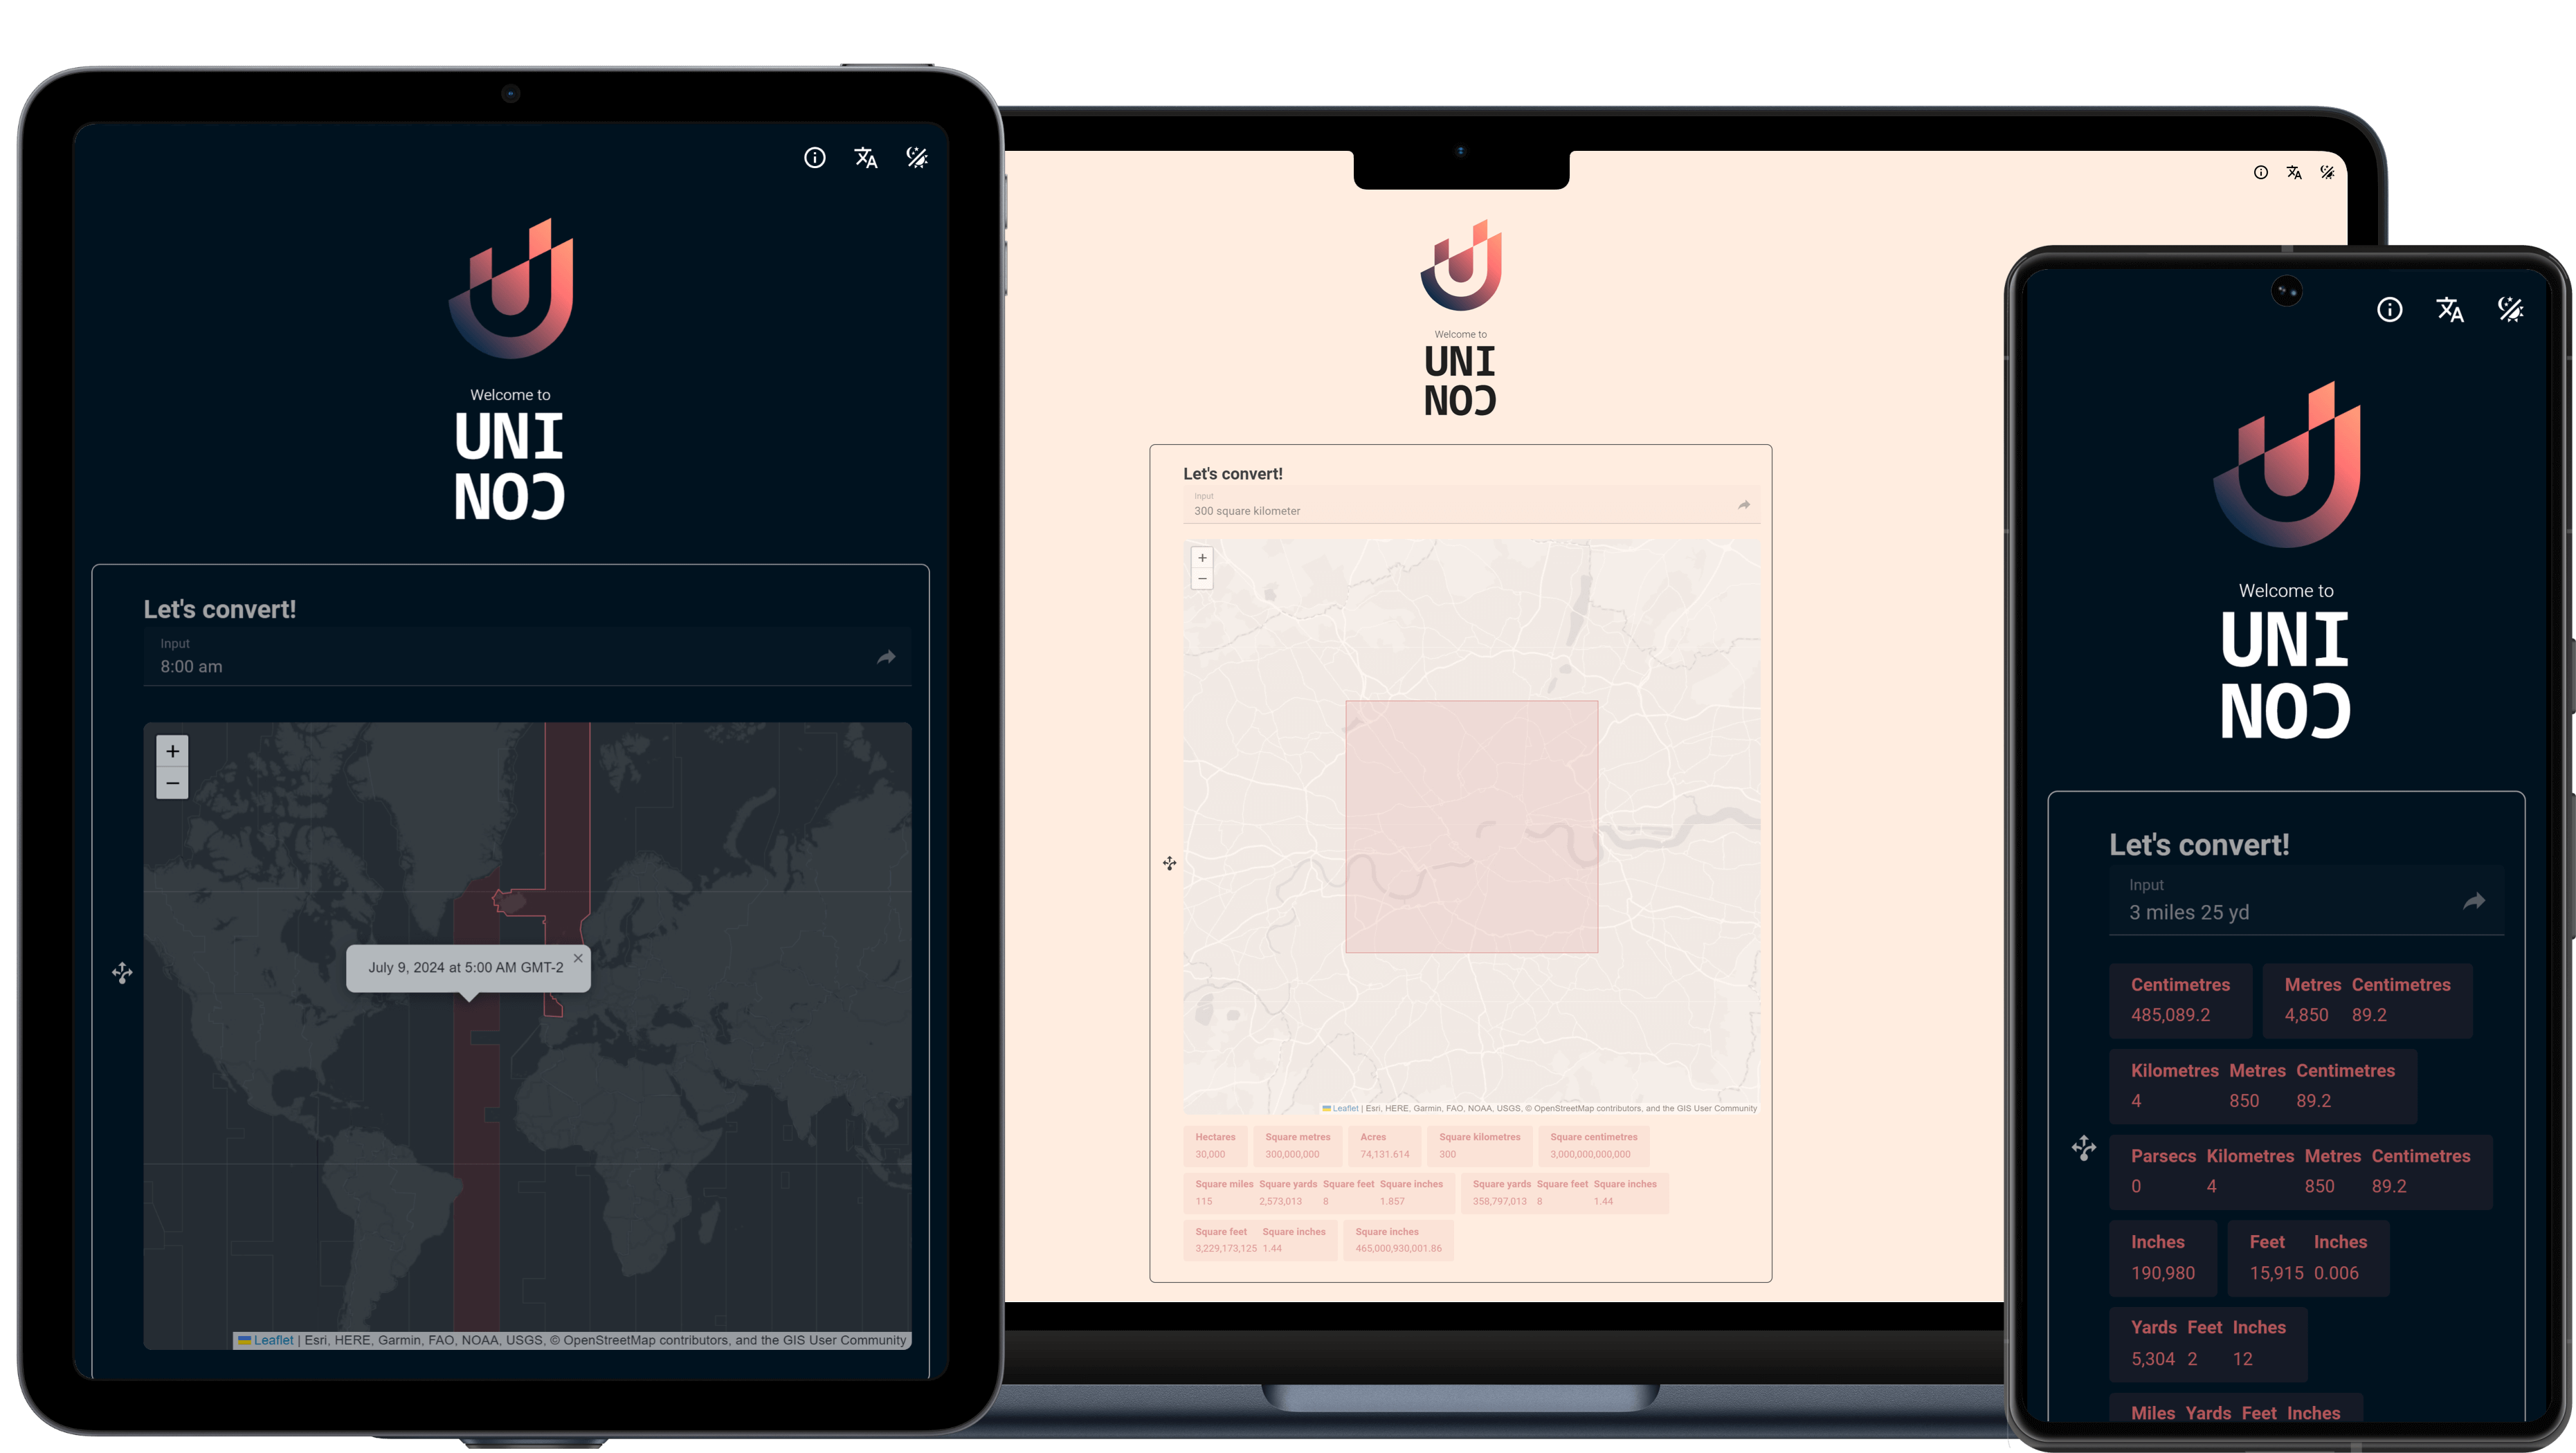 Welcome to
UNI
NOC
Let's convert!
Input
8:00 am
+
−
July 9, 2024 at 5:00 AM GMT-2 ×
Leaflet | Esri, HERE, Garmin, FAO, NOAA, USGS, © OpenStreetMap contributors, and the GIS User Community
Welcome to
UNI
NOC
Let's convert!
Input
300 square kilometer
+
−
Leaflet | Esri, HERE, Garmin, FAO, NOAA, USGS, © OpenStreetMap contributors, and the GIS User Community
Hectares Square metres Acres Square kilometres Square centimetres
30,000 300,000,000 74,131.614 300 3,000,000,000,000
Square miles Square yards Square feet Square inches Square yards Square feet Square inches
115 2,573,013 8 1.857 358,797,013 8 1.44
Square feet Square inches Square inches
3,229,173,125 1.44 465,000,930,001.86
Welcome to
UNI
NOC
Let's convert!
Input
3 miles 25 yd
Centimetres Metres Centimetres
485,089.2 4,850 89.2
Kilometres Metres Centimetres
4 850 89.2
Parsecs Kilometres Metres Centimetres
0 4 850 89.2
Inches Feet Inches
190,980 15,915 0.006
Yards Feet Inches
5,304 2 12
Miles Yards Feet Inches